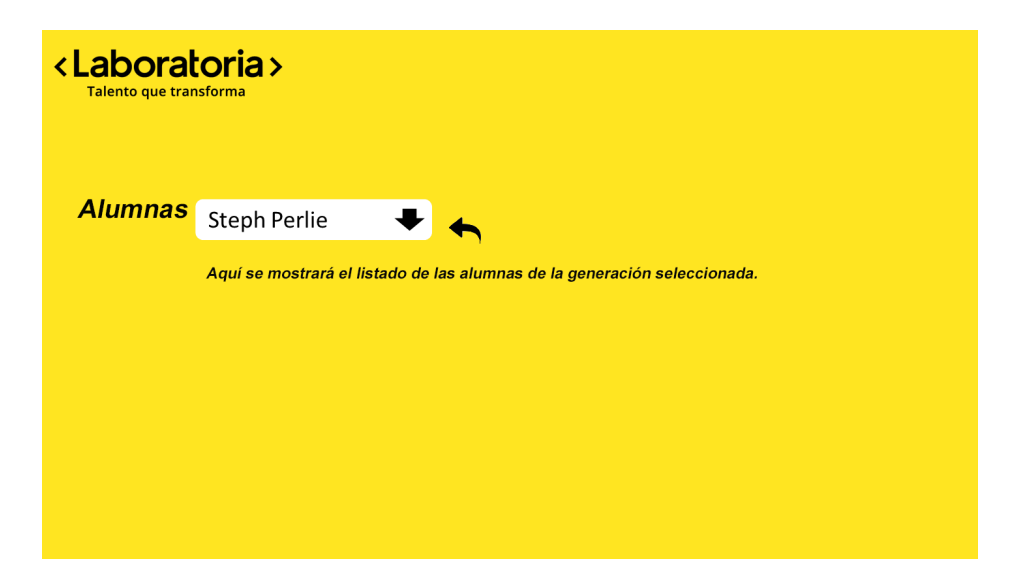 <Laboratoria>
Talento que transforma
Alumnas
Steph Perlie
Aquí se mostrará el listado de las alumnas de la generación seleccionada.